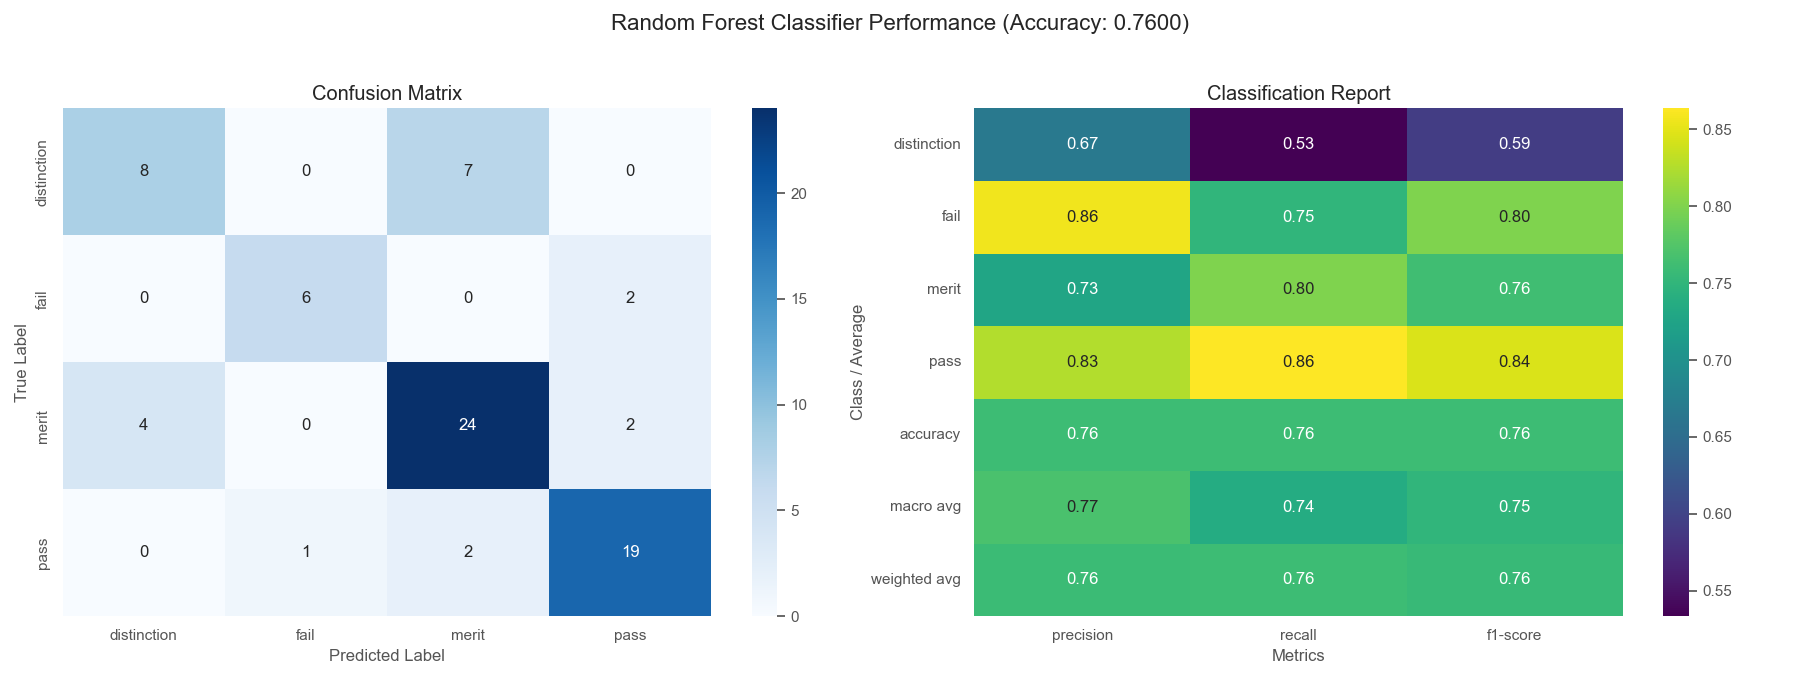 Random Forest Classifier Performance (Accuracy: 0.7600)
Confusion Matrix
True Label
distinction 8 0 7 0
fail 0 6 0 2
merit 4 0 24 2
pass 0 1 2 19
distinction fail merit pass
Predicted Label
20
15
10
5
0
Classification Report
Class / Average
distinction 0.67 0.53 0.59
fail 0.86 0.75 0.80
merit 0.73 0.80 0.76
pass 0.83 0.86 0.84
accuracy 0.76 0.76 0.76
macro avg 0.77 0.74 0.75
weighted avg 0.76 0.76 0.76
precision recall f1-score
Metrics
0.85
0.80
0.75
0.70
0.65
0.60
0.55